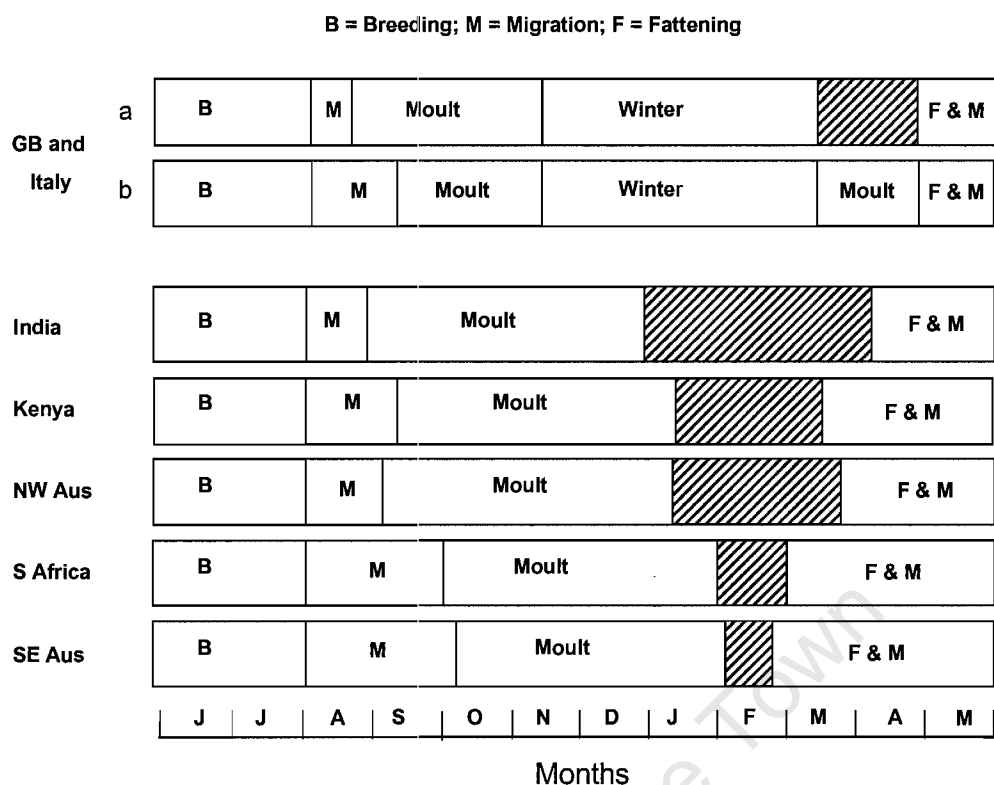 B = Breeding; M = Migration; F = Fattening
GB and Italy
a B M Moult Winter F & M
b B M Moult Winter Moult F & M
India B M Moult F & M
Kenya B M Moult F & M
NW Aus B M Moult F & M
S Africa B M Moult F & M
SE Aus B M Moult F & M
J J A S O N D J F M A M
Months
Town